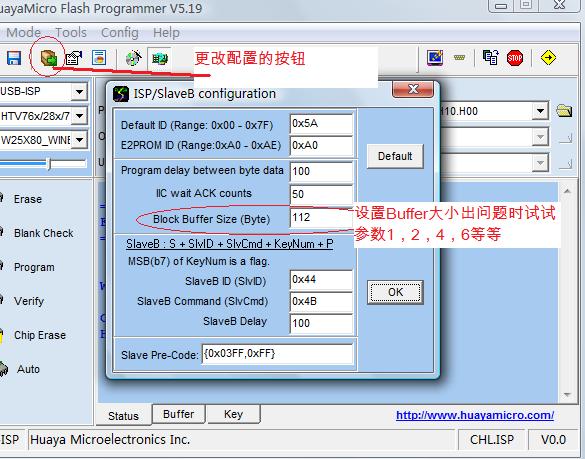 HuayaMicro Flash Programmer V5.19
Mode Tools Config Help
更改配置的按钮
USB-ISP
HTV76x/28x/7
W25X80_WINE
ISP/SlaveB configuration
Default ID (Range: 0x00 - 0x7F) 0x5A
E2PROM ID (Range:0xA0 - 0xAE) 0xA0
Default
Program delay between byte data 100
IIC wait ACK counts 50
Block Buffer Size (Byte) 112
设置Buffer大小出问题时试试
参数1，2，4，6等等
SlaveB : S + SlvID + SlvCmd + KeyNum + P
MSB(b7) of KeyNum is a flag.
SlaveB ID (SlvID) 0x44
SlaveB Command (SlvCmd) 0x4B
SlaveB Delay 100
OK
Slave Pre-Code: {0x03FF,0xFF}
H10.H00
Erase
Blank Check
Program
Verify
Chip Erase
Auto
Status Buffer Key
http://www.huayamicro.com/
-ISP Huaya Microelectronics Inc. CHL.ISP V0.0